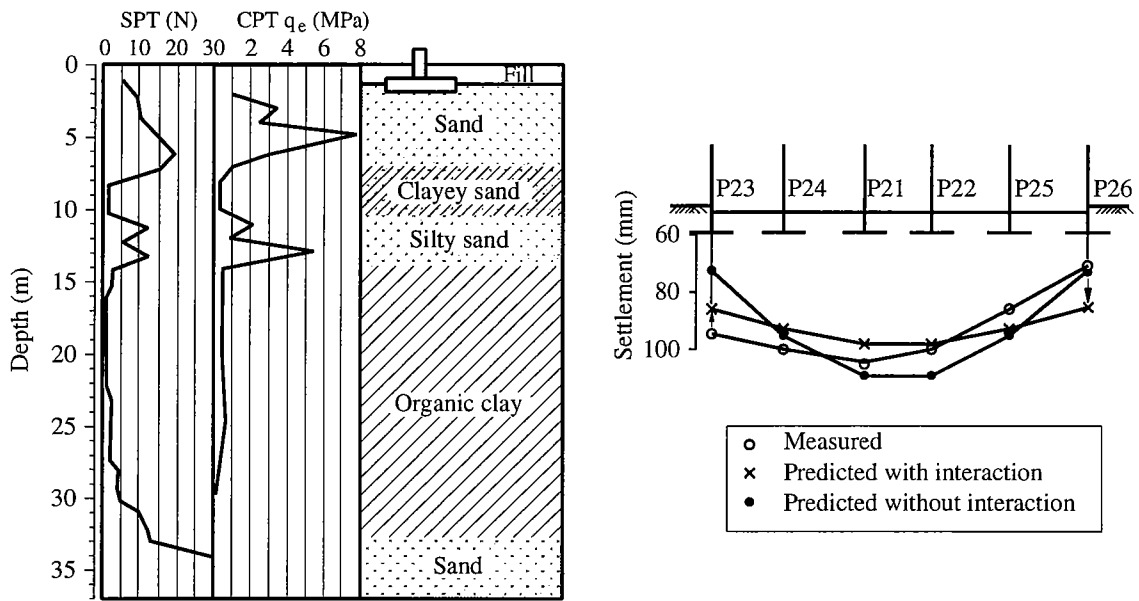 SPT (N) CPT qe (MPa)
0 10 20 30 2 4 6 8
0
5
10
15
20
25
30
35
Depth (m)
Fill
Sand
Clayey sand
Silty sand
Organic clay
Sand
P23 P24 P21 P22 P25 P26
Settlement (mm)
60
80
100
Measured
Predicted with interaction
Predicted without interaction